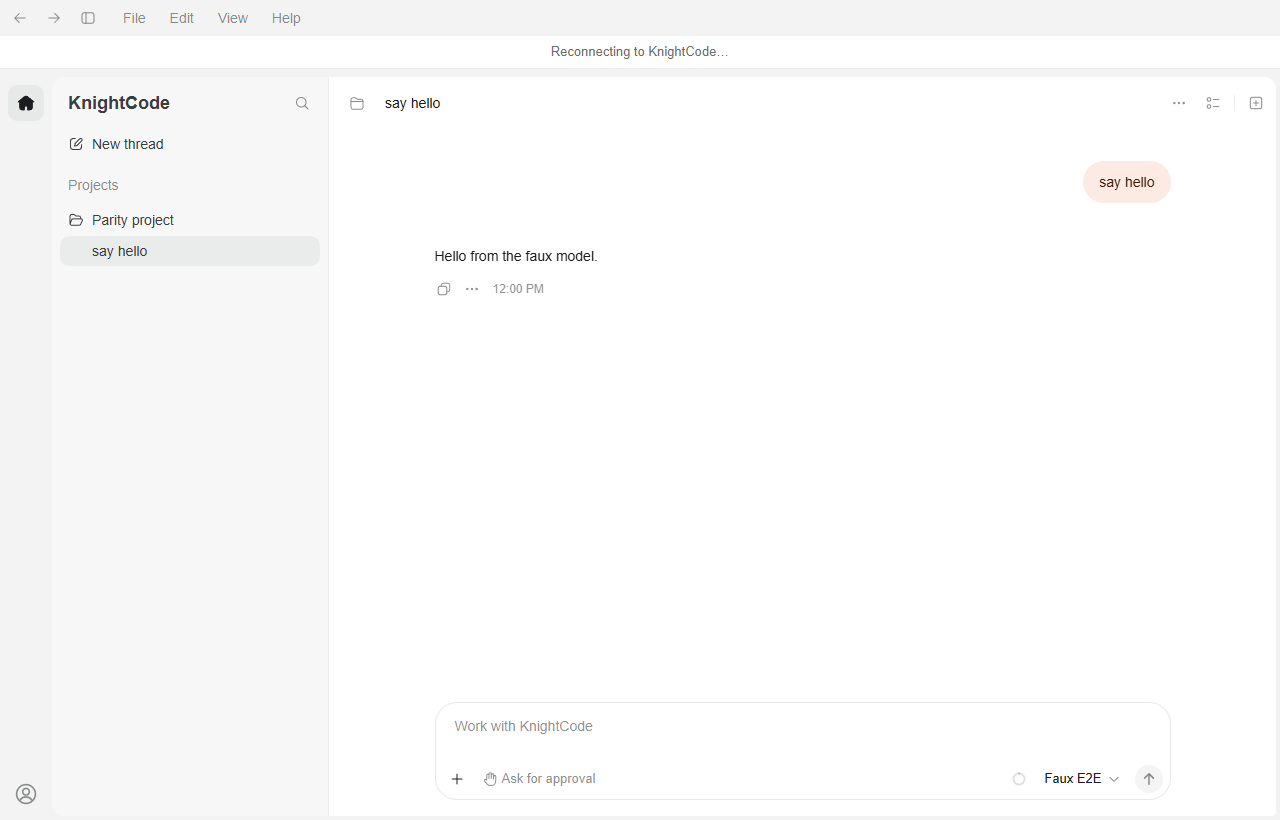 File Edit View Help
Reconnecting to KnightCode…
KnightCode
New thread
Projects
Parity project
say hello
say hello
say hello
Hello from the faux model.
12:00 PM
Work with KnightCode
Ask for approval
Faux E2E